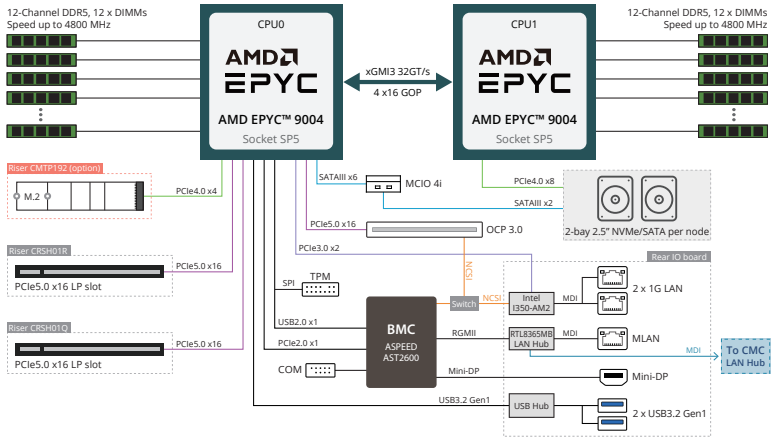 12-Channel DDR5, 12 x DIMMs
Speed up to 4800 MHz
CPU0
AMD
EPYC
AMD EPYC™ 9004
Socket SP5
xGMI3 32GT/s
4 x16 GOP
CPU1
AMD
EPYC
AMD EPYC™ 9004
Socket SP5
12-Channel DDR5, 12 x DIMMs
Speed up to 4800 MHz
Riser CMTP192 (option)
M.2
PCIe4.0 x4
SATAIII x6
MCIO 4i
PCIe4.0 x8
SATAIII x2
2-bay 2.5" NVMe/SATA per node
PCIe5.0 x16
OCP 3.0
PCIe3.0 x2
Riser CRSH01R
PCIe5.0 x16
PCIe5.0 x16 LP slot
Rear IO board
NCSI
SPI
TPM
Switch
NCSI
Intel
I350-AM2
MDI
2 x 1G LAN
USB2.0 x1
BMC
ASPEED
AST2600
RGMII
RTL8365MB
LAN Hub
MDI
MLAN
Riser CRSH01Q
PCIe5.0 x16
PCIe5.0 x16 LP slot
PCIe2.0 x1
MDI
To CMC
LAN Hub
COM
Mini-DP
Mini-DP
USB3.2 Gen1
USB Hub
2 x USB3.2 Gen1